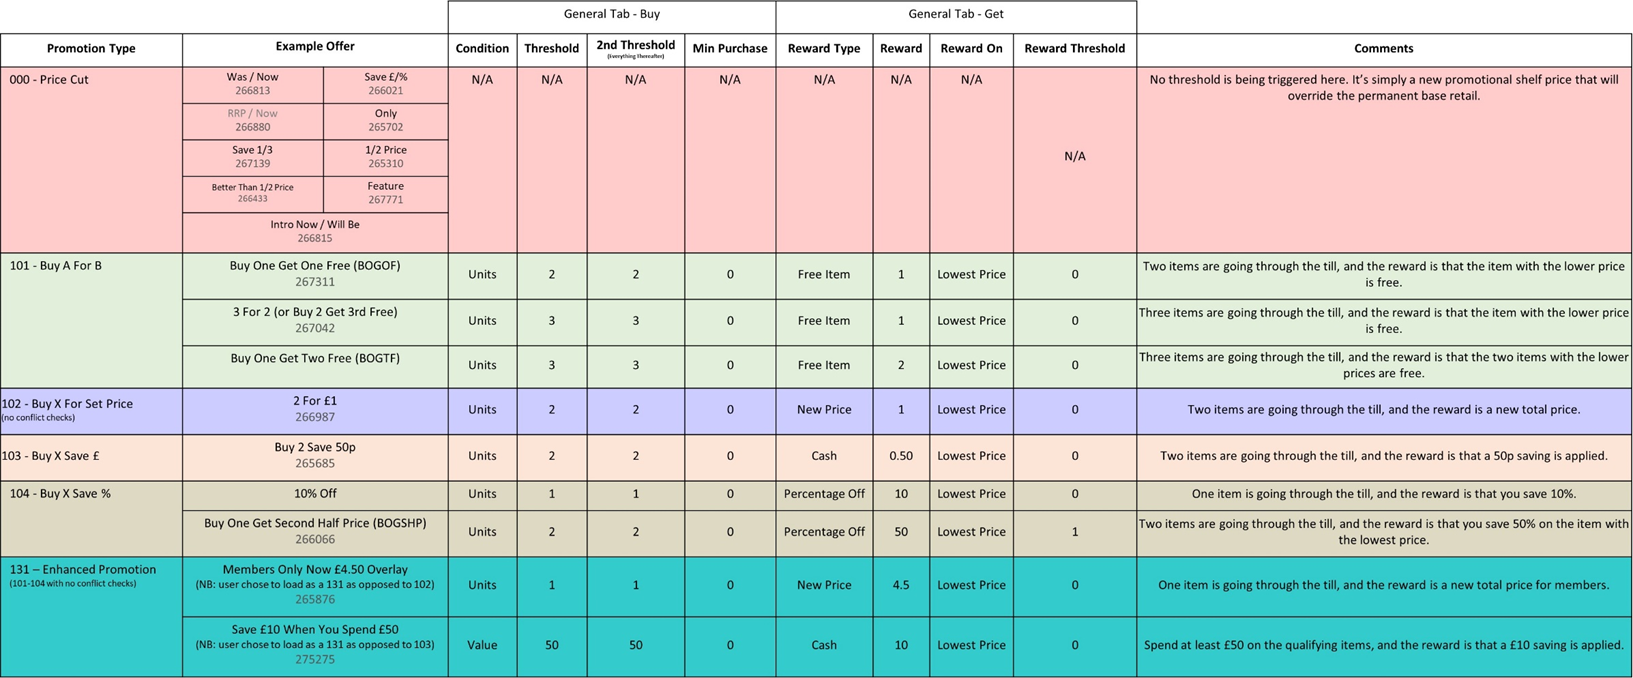 General Tab - Buy
General Tab - Get
Promotion Type
Example Offer
Condition
Threshold
2nd Threshold
(Everything Thereafter)
Min Purchase
Reward Type
Reward
Reward On
Reward Threshold
Comments
000 - Price Cut
Was / Now
266813
Save £/%
266021
RRP / Now
266880
Only
265702
Save 1/3
267139
1/2 Price
265310
Better Than 1/2 Price
266433
Feature
267771
Intro Now / Will Be
266815
N/A
N/A
N/A
N/A
N/A
N/A
N/A
N/A
No threshold is being triggered here. It’s simply a new promotional shelf price that will
override the permanent base retail.
101 - Buy A For B
Buy One Get One Free (BOGOF)
267311
Units
2
2
0
Free Item
1
Lowest Price
0
Two items are going through the till, and the reward is that the item with the lower price
is free.
3 For 2 (or Buy 2 Get 3rd Free)
267042
Units
3
3
0
Free Item
1
Lowest Price
0
Three items are going through the till, and the reward is that the item with the lower price
is free.
Buy One Get Two Free (BOGTF)
Units
3
3
0
Free Item
2
Lowest Price
0
Three items are going through the till, and the reward is that the two items with the lower
prices are free.
102 - Buy X For Set Price
(no conflict checks)
2 For £1
266987
Units
2
2
0
New Price
1
Lowest Price
0
Two items are going through the till, and the reward is a new total price.
103 - Buy X Save £
Buy 2 Save 50p
265685
Units
2
2
0
Cash
0.50
Lowest Price
0
Two items are going through the till, and the reward is that a 50p saving is applied.
104 - Buy X Save %
10% Off
Units
1
1
0
Percentage Off
10
Lowest Price
0
One item is going through the till, and the reward is that you save 10%.
Buy One Get Second Half Price (BOGSHP)
266066
Units
2
2
0
Percentage Off
50
Lowest Price
1
Two items are going through the till, and the reward is that you save 50% on the item with
the lowest price.
131 – Enhanced Promotion
(101-104 with no conflict checks)
Members Only Now £4.50 Overlay
(NB: user chose to load as a 131 as opposed to 102)
265876
Units
1
1
0
New Price
4.5
Lowest Price
0
One item is going through the till, and the reward is a new total price for members.
Save £10 When You Spend £50
(NB: user chose to load as a 131 as opposed to 103)
275275
Value
50
50
0
Cash
10
Lowest Price
0
Spend at least £50 on the qualifying items, and the reward is that a £10 saving is applied.